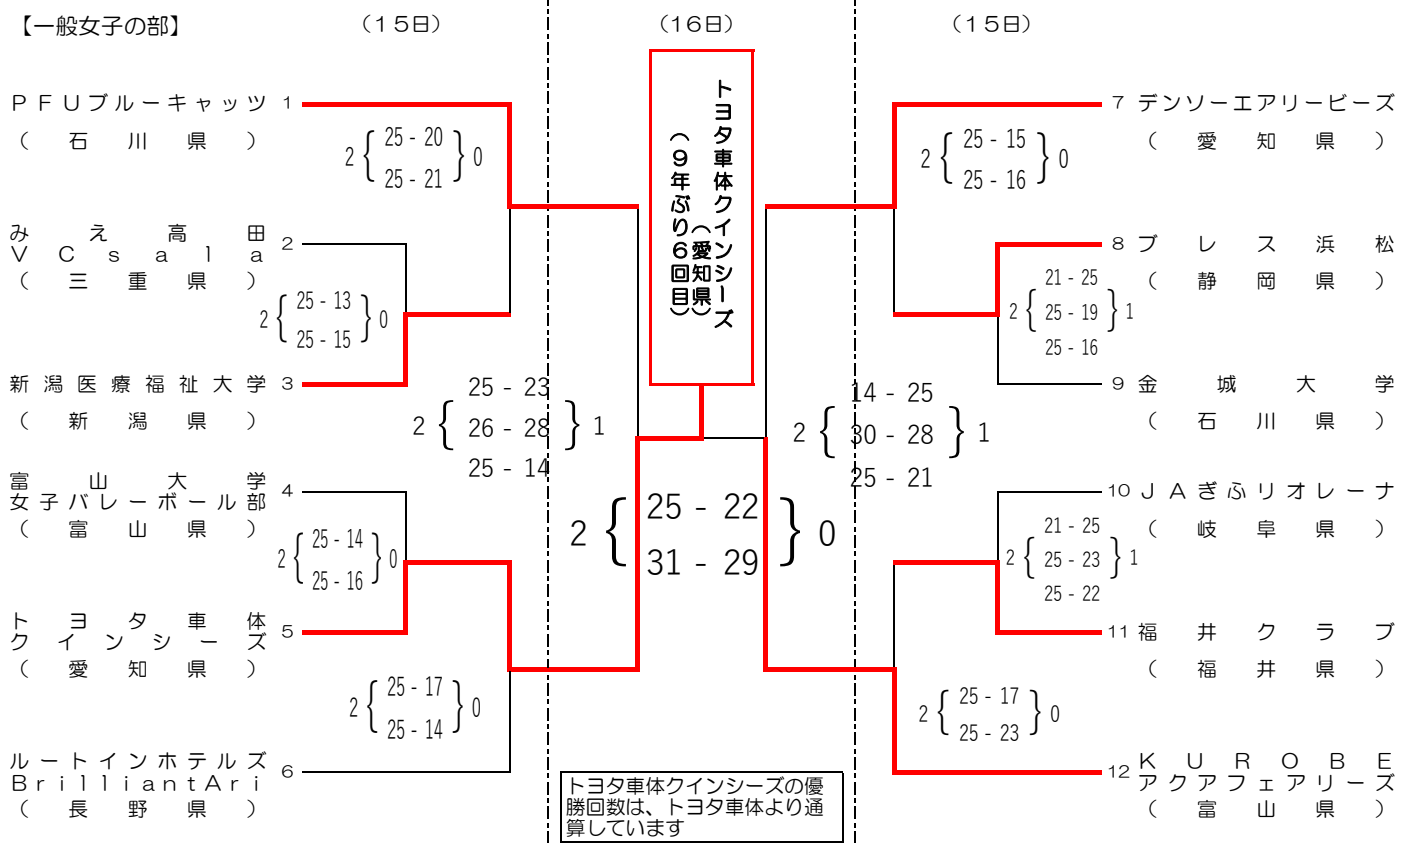 【一般女子の部】
（１５日）
（１６日）
（１５日）
ＰＦＵブルーキャッツ
1
（石川県）
2 { 25 - 20 } 0
25 - 21
みえ高田
ＶＣｓａｌａ
2
（三重県）
2 { 25 - 13 } 0
25 - 15
新潟医療福祉大学
3
（新潟県）
25 - 23
2 { 26 - 28 } 1
25 - 14
富山大学
女子バレーボール部
4
（富山県）
2 { 25 - 14 } 0
25 - 16
トヨタ車体
クインシーズ
5
（愛知県）
2 { 25 - 17 } 0
25 - 14
ルートインホテルズ
ＢｒｉｌｌｉａｎｔＡｒｉ
6
（長野県）
トヨタ車体クインシーズ
（愛知県）
（９年ぶり６回目）
2 { 25 - 22 } 0
31 - 29
トヨタ車体クインシーズの優
勝回数は、トヨタ車体より通
算しています
7
デンソーエアリービーズ
（愛知県）
2 { 25 - 15 } 0
25 - 16
8
ブレス浜松
（静岡県）
21 - 25
2 { 25 - 19 } 1
25 - 16
9
金城大学
（石川県）
14 - 25
2 { 30 - 28 } 1
25 - 21
10
ＪＡぎふリオレーナ
（岐阜県）
21 - 25
2 { 25 - 23 } 1
25 - 22
11
福井クラブ
（福井県）
2 { 25 - 17 } 0
25 - 23
12
ＫＵＲＯＢＥ
アクアフェアリーズ
（富山県）